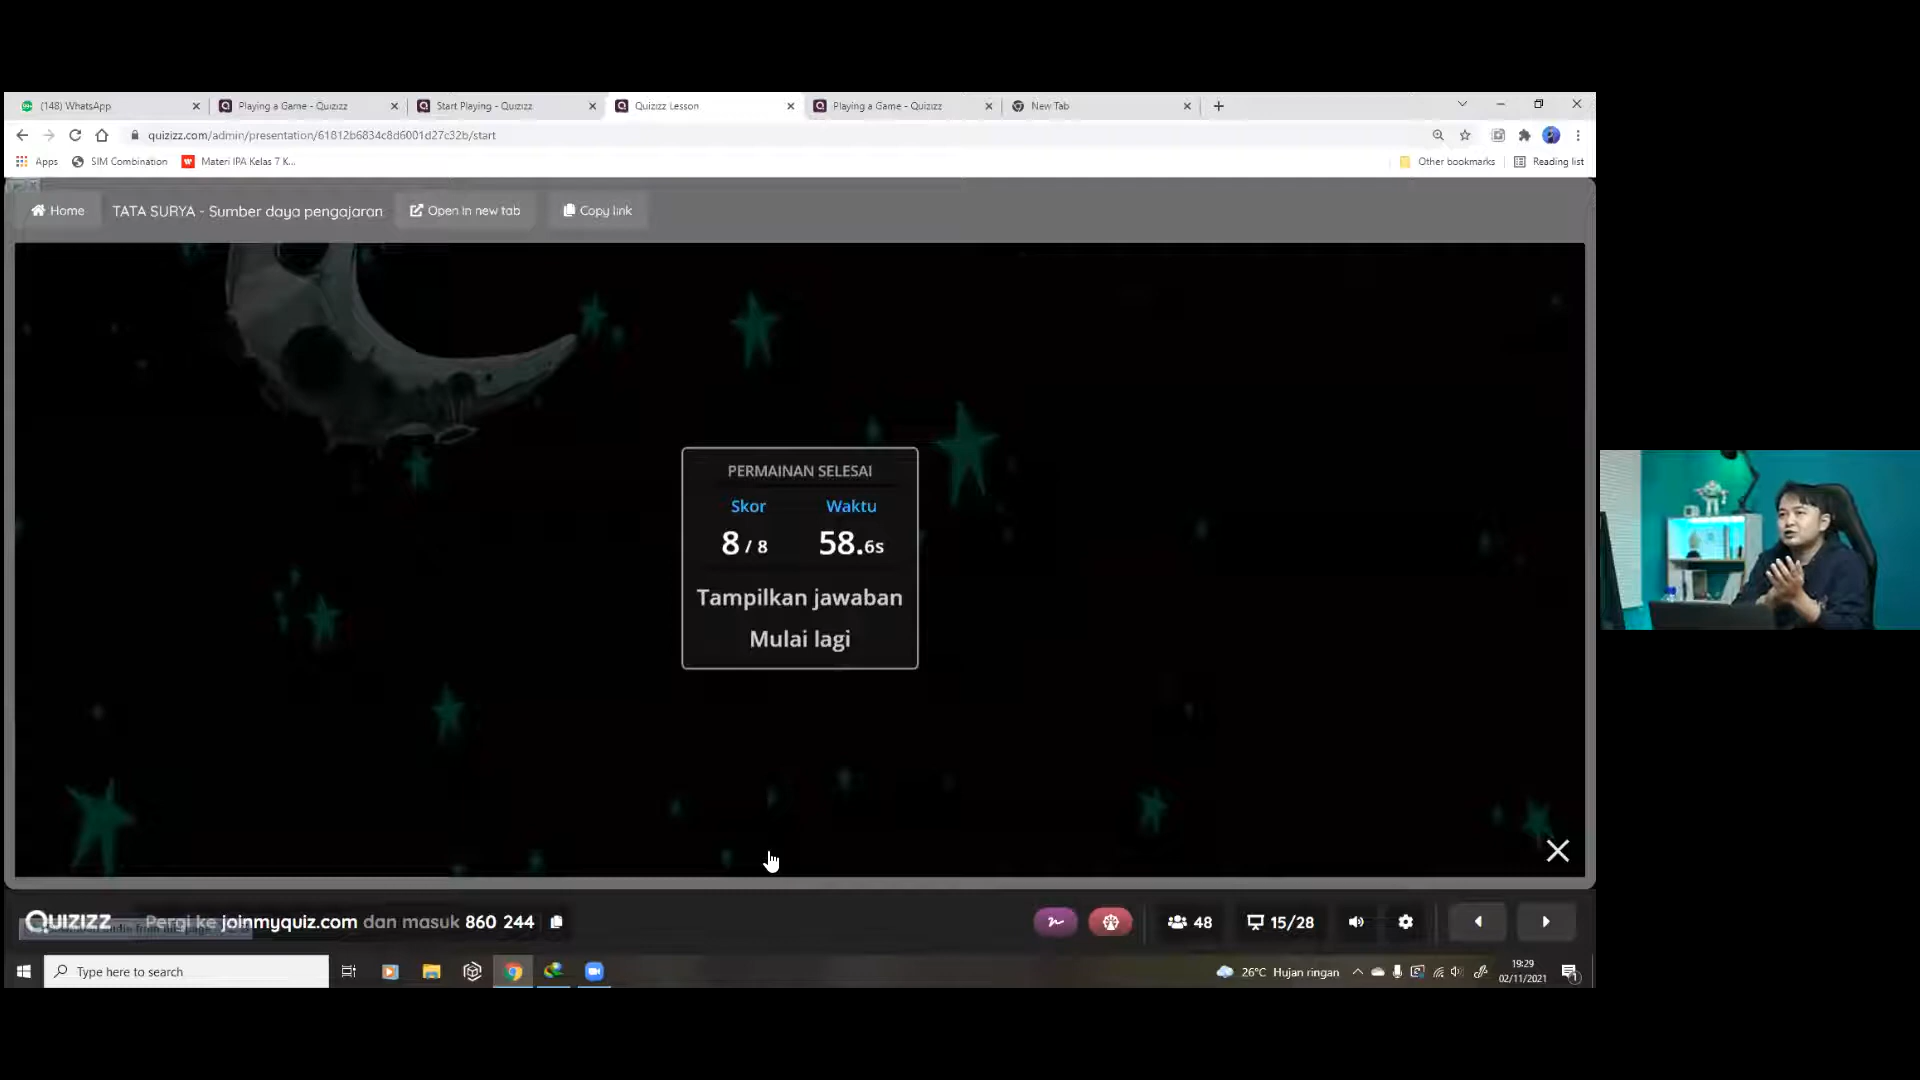 (148) WhatsApp
Playing a Game - Quizizz
Start Playing - Quizizz
Quizizz Lesson
Playing a Game - Quizizz
New Tab
quizizz.com/admin/presentation/61812b6834c8d6001d27c32b/start
Apps
SIM Combination
Materi IPA Kelas 7 K...
Other bookmarks
Reading list
Home
TATA SURYA - Sumber daya pengajaran
Open in new tab
Copy link
PERMAINAN SELESAI
Skor Waktu
8 / 8 58.6s
Tampilkan jawaban
Mulai lagi
QUIZIZZ Pergi ke joinmyquiz.com dan masuk 860 244
48
15/28
Type here to search
26°C Hujan ringan
19:29
02/11/2021
1